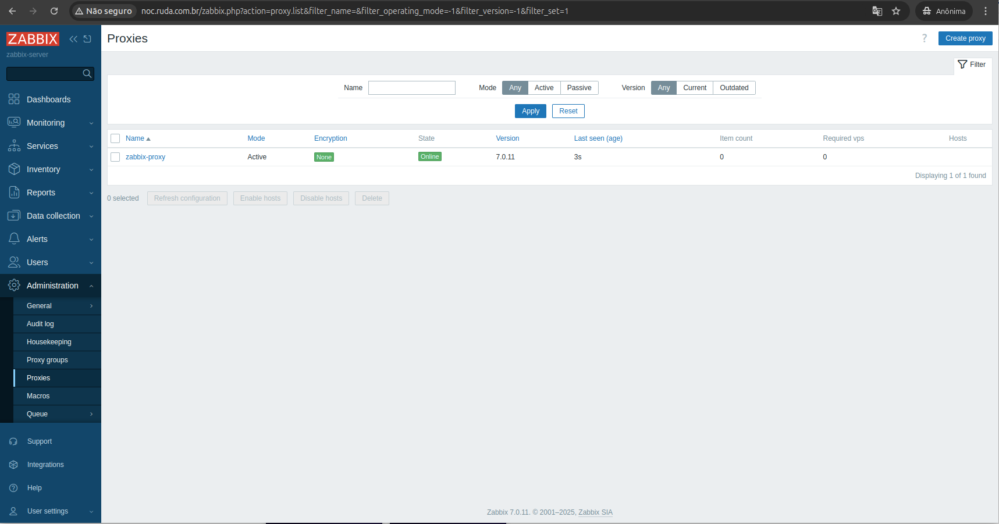 Não seguro noc.ruda.com.br/zabbix.php?action=proxy.list&filter_name=&filter_operating_mode=-1&filter_version=-1&filter_set=1 Anônima
ZABBIX
zabbix-server
Dashboards
Monitoring
Services
Inventory
Reports
Data collection
Alerts
Users
Administration
General
Audit log
Housekeeping
Proxy groups
Proxies
Macros
Queue
Support
Integrations
Help
User settings
Proxies ? Create proxy
Filter
Name Mode Any Active Passive Version Any Current Outdated
Apply Reset
Name Mode Encryption State Version Last seen (age) Item count Required vps Hosts
zabbix-proxy Active None Online 7.0.11 3s 0 0
Displaying 1 of 1 found
0 selected Refresh configuration Enable hosts Disable hosts Delete
Zabbix 7.0.11. © 2001–2025, Zabbix SIA